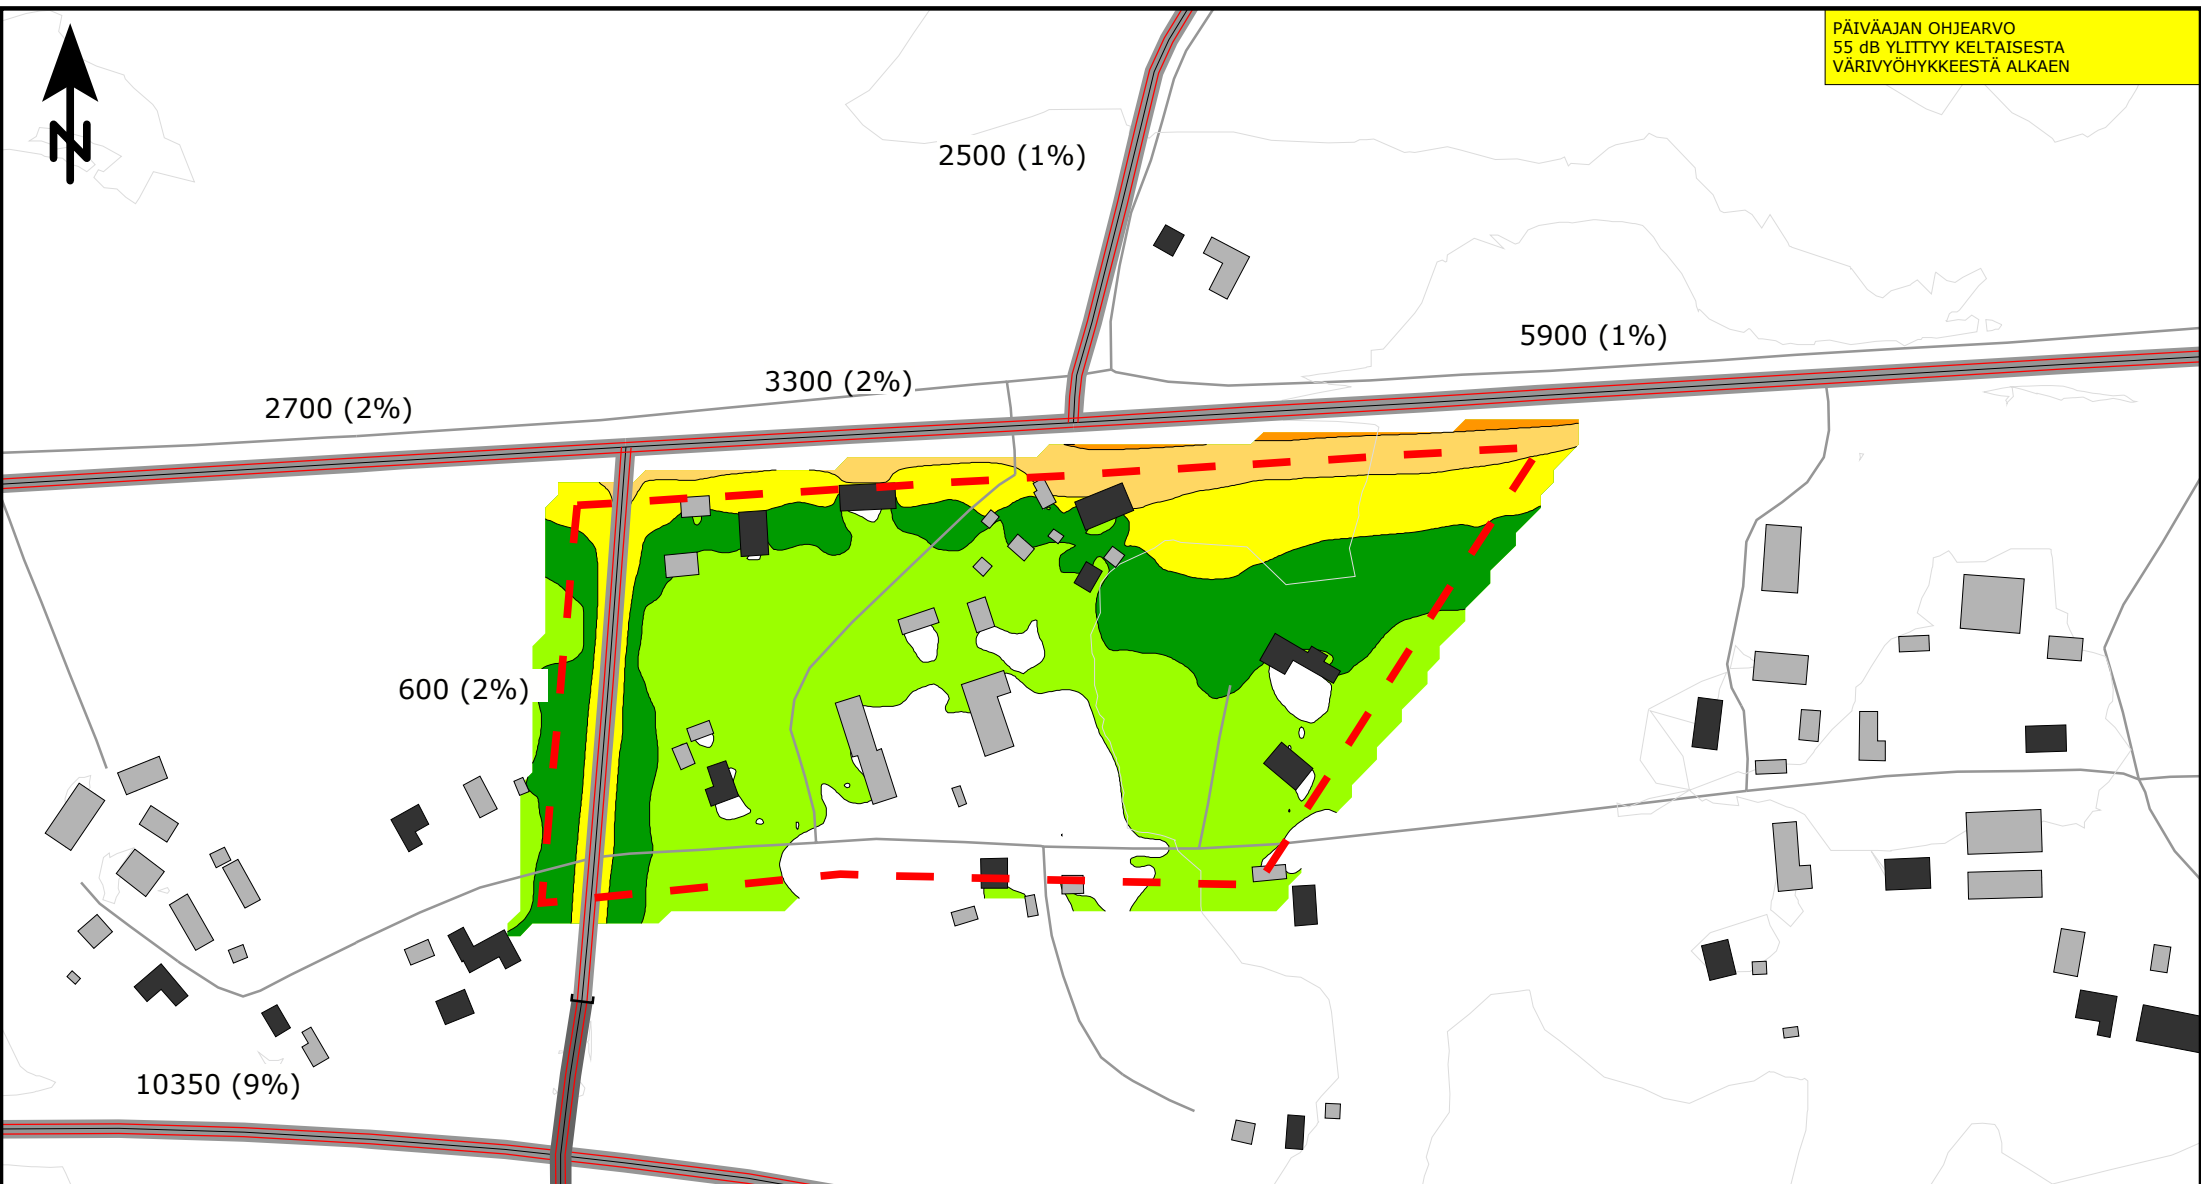 PÄIVÄAJAN OHJEARVO
55 dB YLITTYY KELTAISESTA
VÄRIVYÖHYKKEESTÄ ALKAEN
N
2500 (1%)
5900 (1%)
3300 (2%)
2700 (2%)
600 (2%)
10350 (9%)